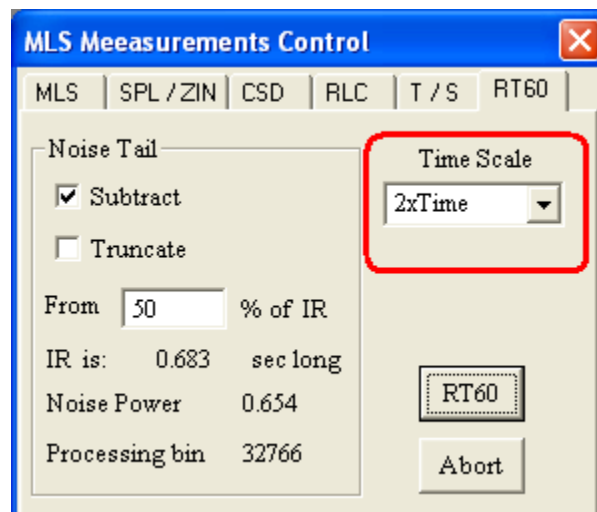 MLS Meeasurements Control
MLS SPL / ZIN CSD RLC T / S RT60
Noise Tail
Subtract
Truncate
From 50 % of IR
IR is: 0.683 sec long
Noise Power 0.654
Processing bin 32766
Time Scale
2xTime
RT60
Abort